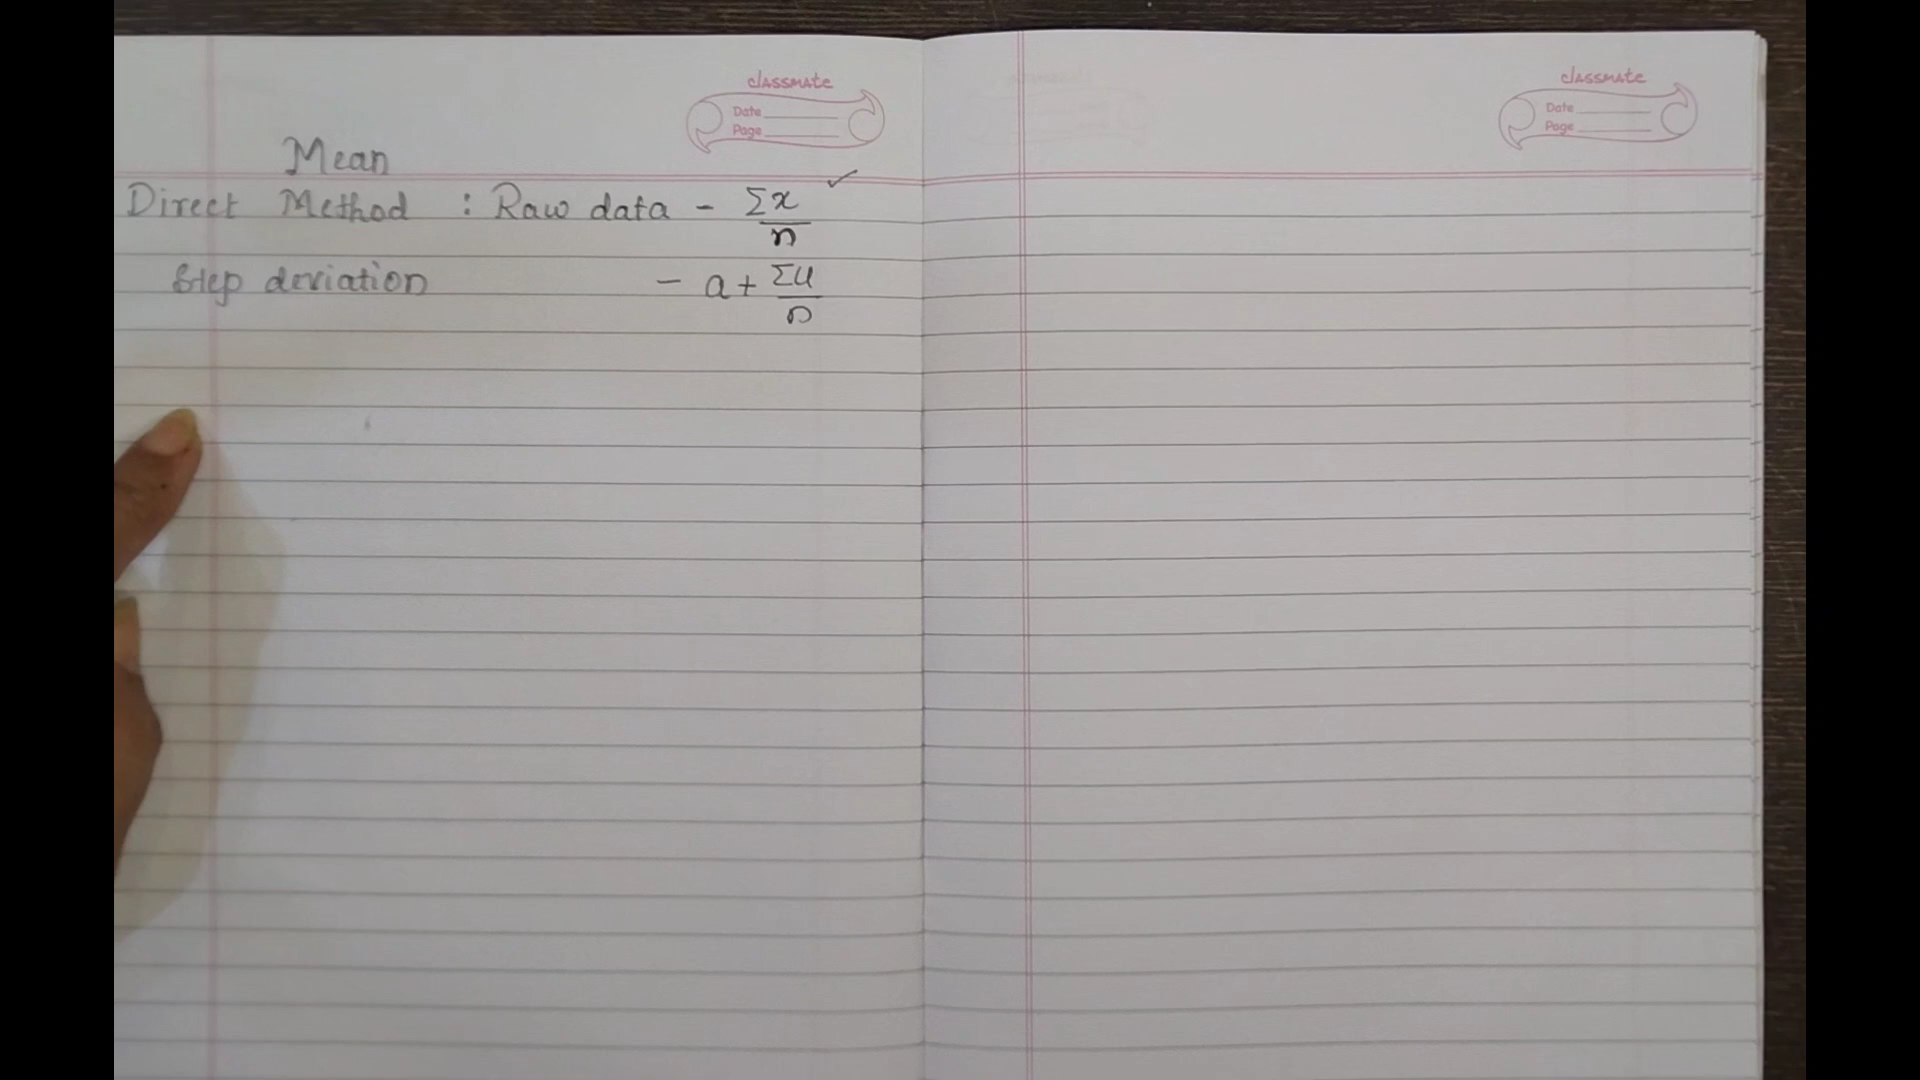 classmate
Date
Page
classmate
Date
Page
Mean
Direct Method : Raw data - Σx/n ✓
Step deviation - a + Σu/n